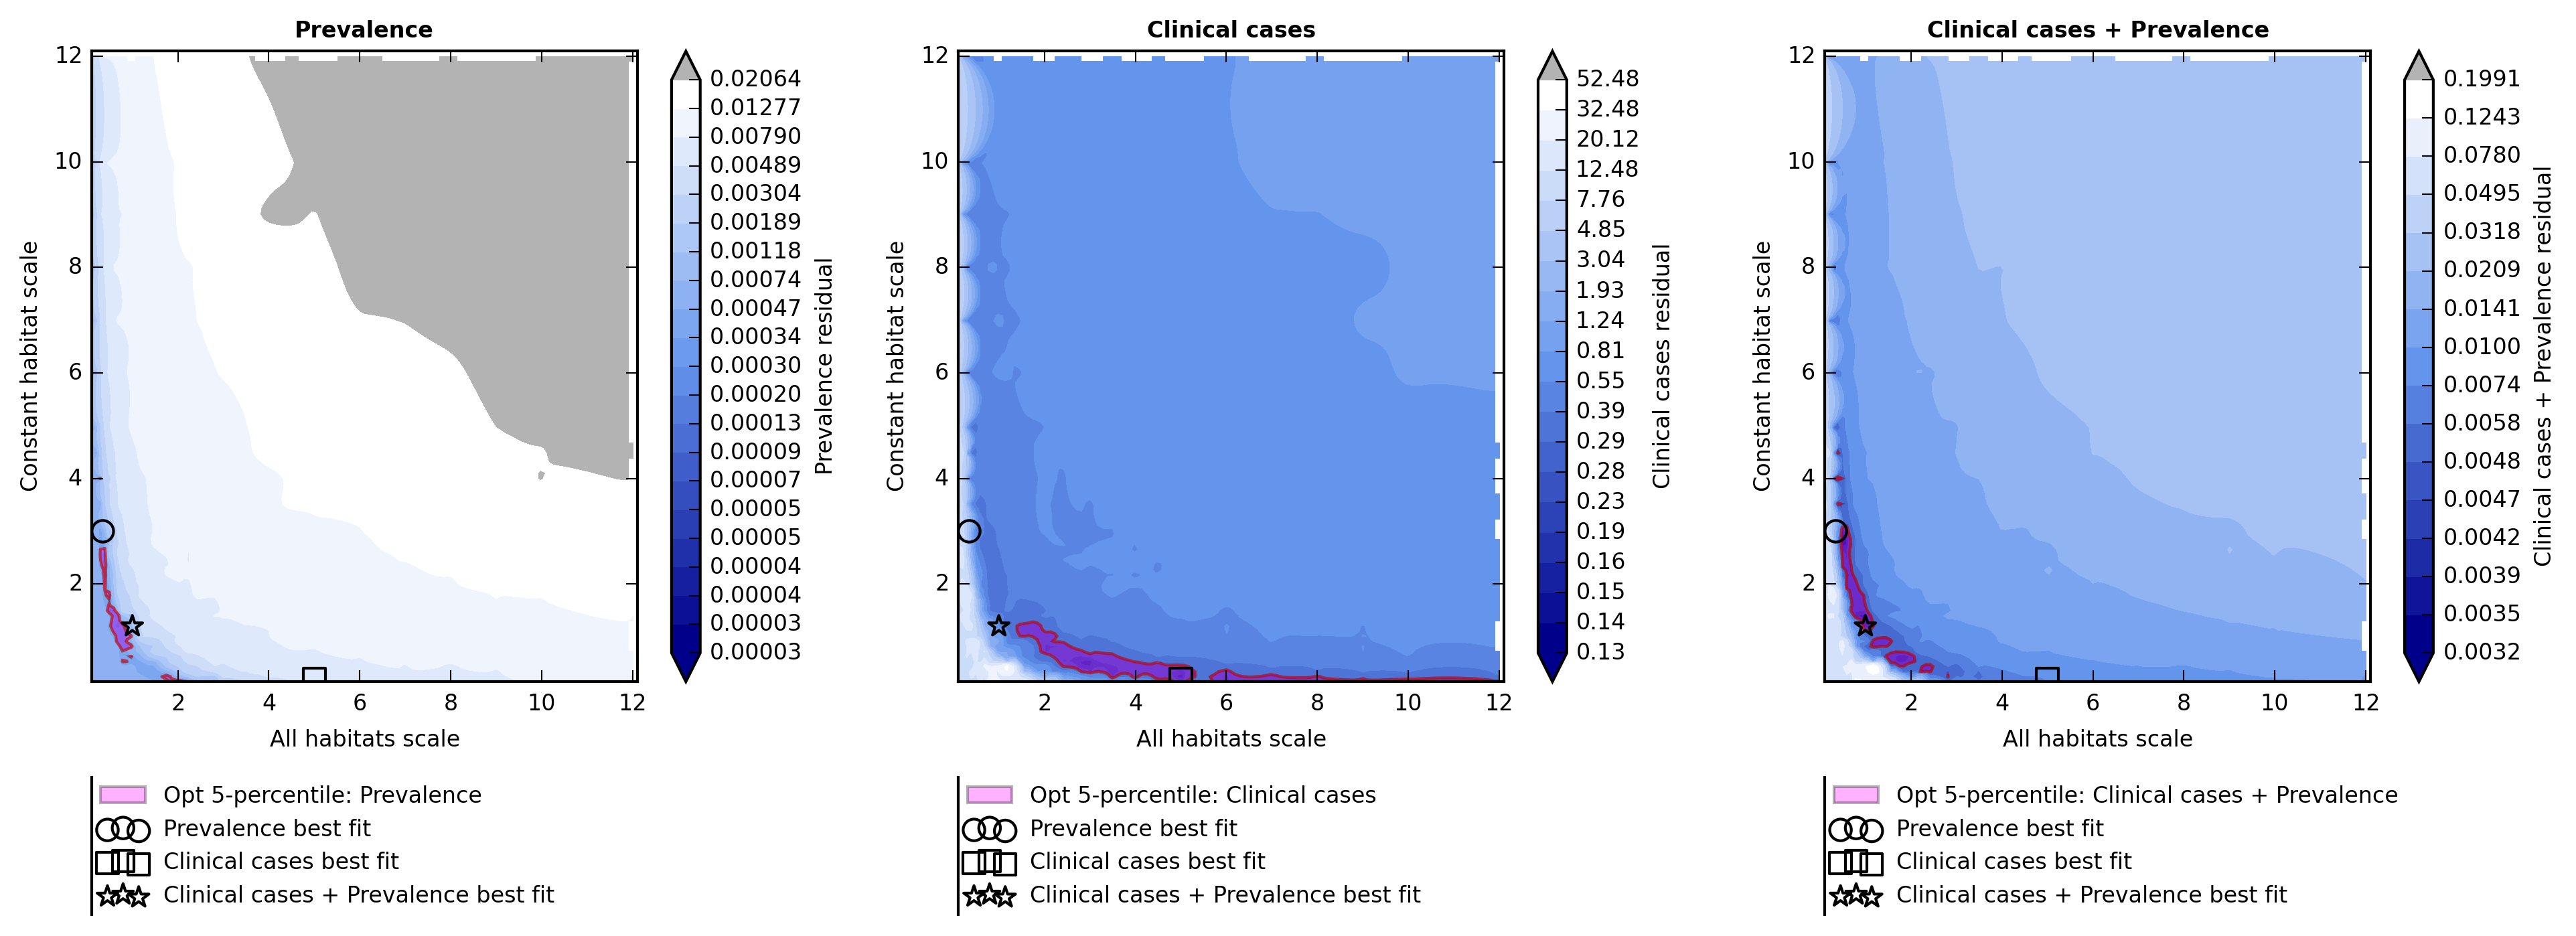 Prevalence
12
10
8
6
4
2
Constant habitat scale
2 4 6 8 10 12
All habitats scale
0.02064
0.01277
0.00790
0.00489
0.00304
0.00189
0.00118
0.00074
0.00047
0.00034
0.00030
0.00020
0.00013
0.00009
0.00007
0.00005
0.00005
0.00004
0.00004
0.00003
0.00003
Prevalence residual
Opt 5-percentile: Prevalence
Prevalence best fit
Clinical cases best fit
Clinical cases + Prevalence best fit
Clinical cases
12
10
8
6
4
2
Constant habitat scale
2 4 6 8 10 12
All habitats scale
52.48
32.48
20.12
12.48
7.76
4.85
3.04
1.93
1.24
0.81
0.55
0.39
0.29
0.28
0.23
0.19
0.16
0.15
0.14
0.13
Clinical cases residual
Opt 5-percentile: Clinical cases
Prevalence best fit
Clinical cases best fit
Clinical cases + Prevalence best fit
Clinical cases + Prevalence
12
10
8
6
4
2
Constant habitat scale
2 4 6 8 10 12
All habitats scale
0.1991
0.1243
0.0780
0.0495
0.0318
0.0209
0.0141
0.0100
0.0074
0.0058
0.0048
0.0047
0.0042
0.0039
0.0035
0.0032
Clinical cases + Prevalence residual
Opt 5-percentile: Clinical cases + Prevalence
Prevalence best fit
Clinical cases best fit
Clinical cases + Prevalence best fit